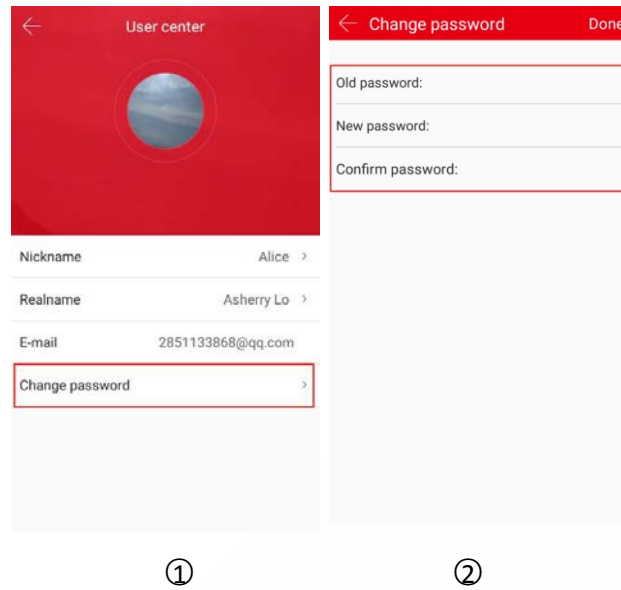 User center
Nickname Alice >
Realname Asherry Lo >
E-mail 2851133868@qq.com
Change password >
①
Change password Done
Old password:
New password:
Confirm password:
②